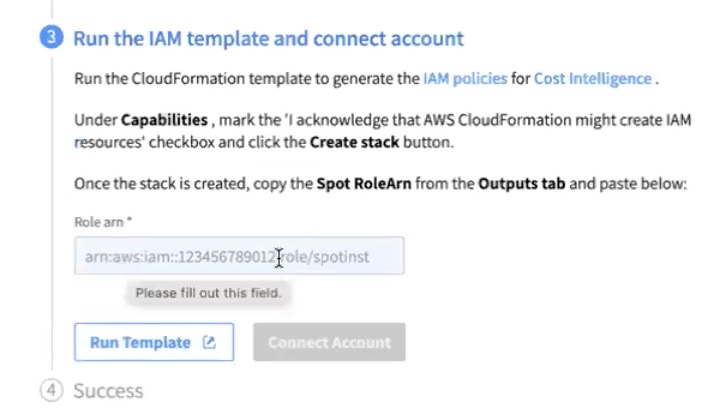 3 Run the IAM template and connect account
Run the CloudFormation template to generate the IAM policies for Cost Intelligence .
Under Capabilities , mark the 'I acknowledge that AWS CloudFormation might create IAM
resources' checkbox and click the Create stack button.
Once the stack is created, copy the Spot RoleArn from the Outputs tab and paste below:
Role arn *
arn:aws:iam::123456789012:role/spotinst
Please fill out this field.
Run Template
Connect Account
4 Success